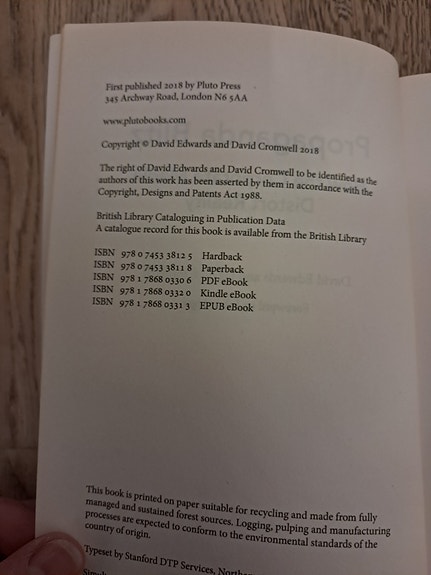 First published 2018 by Pluto Press
345 Archway Road, London N6 5AA
www.plutobooks.com
Copyright © David Edwards and David Cromwell 2018
The right of David Edwards and David Cromwell to be identified as the
authors of this work has been asserted by them in accordance with the
Copyright, Designs and Patents Act 1988.
British Library Cataloguing in Publication Data
A catalogue record for this book is available from the British Library
ISBN 978 0 7453 3812 5 Hardback
ISBN 978 0 7453 3811 8 Paperback
ISBN 978 1 7868 0330 6 PDF eBook
ISBN 978 1 7868 0332 0 Kindle eBook
ISBN 978 1 7868 0331 3 EPUB eBook
This book is printed on paper suitable for recycling and made from fully
managed and sustained forest sources. Logging, pulping and manufacturing
processes are expected to conform to the environmental standards of the
country of origin.
Typeset by Stanford DTP Services,